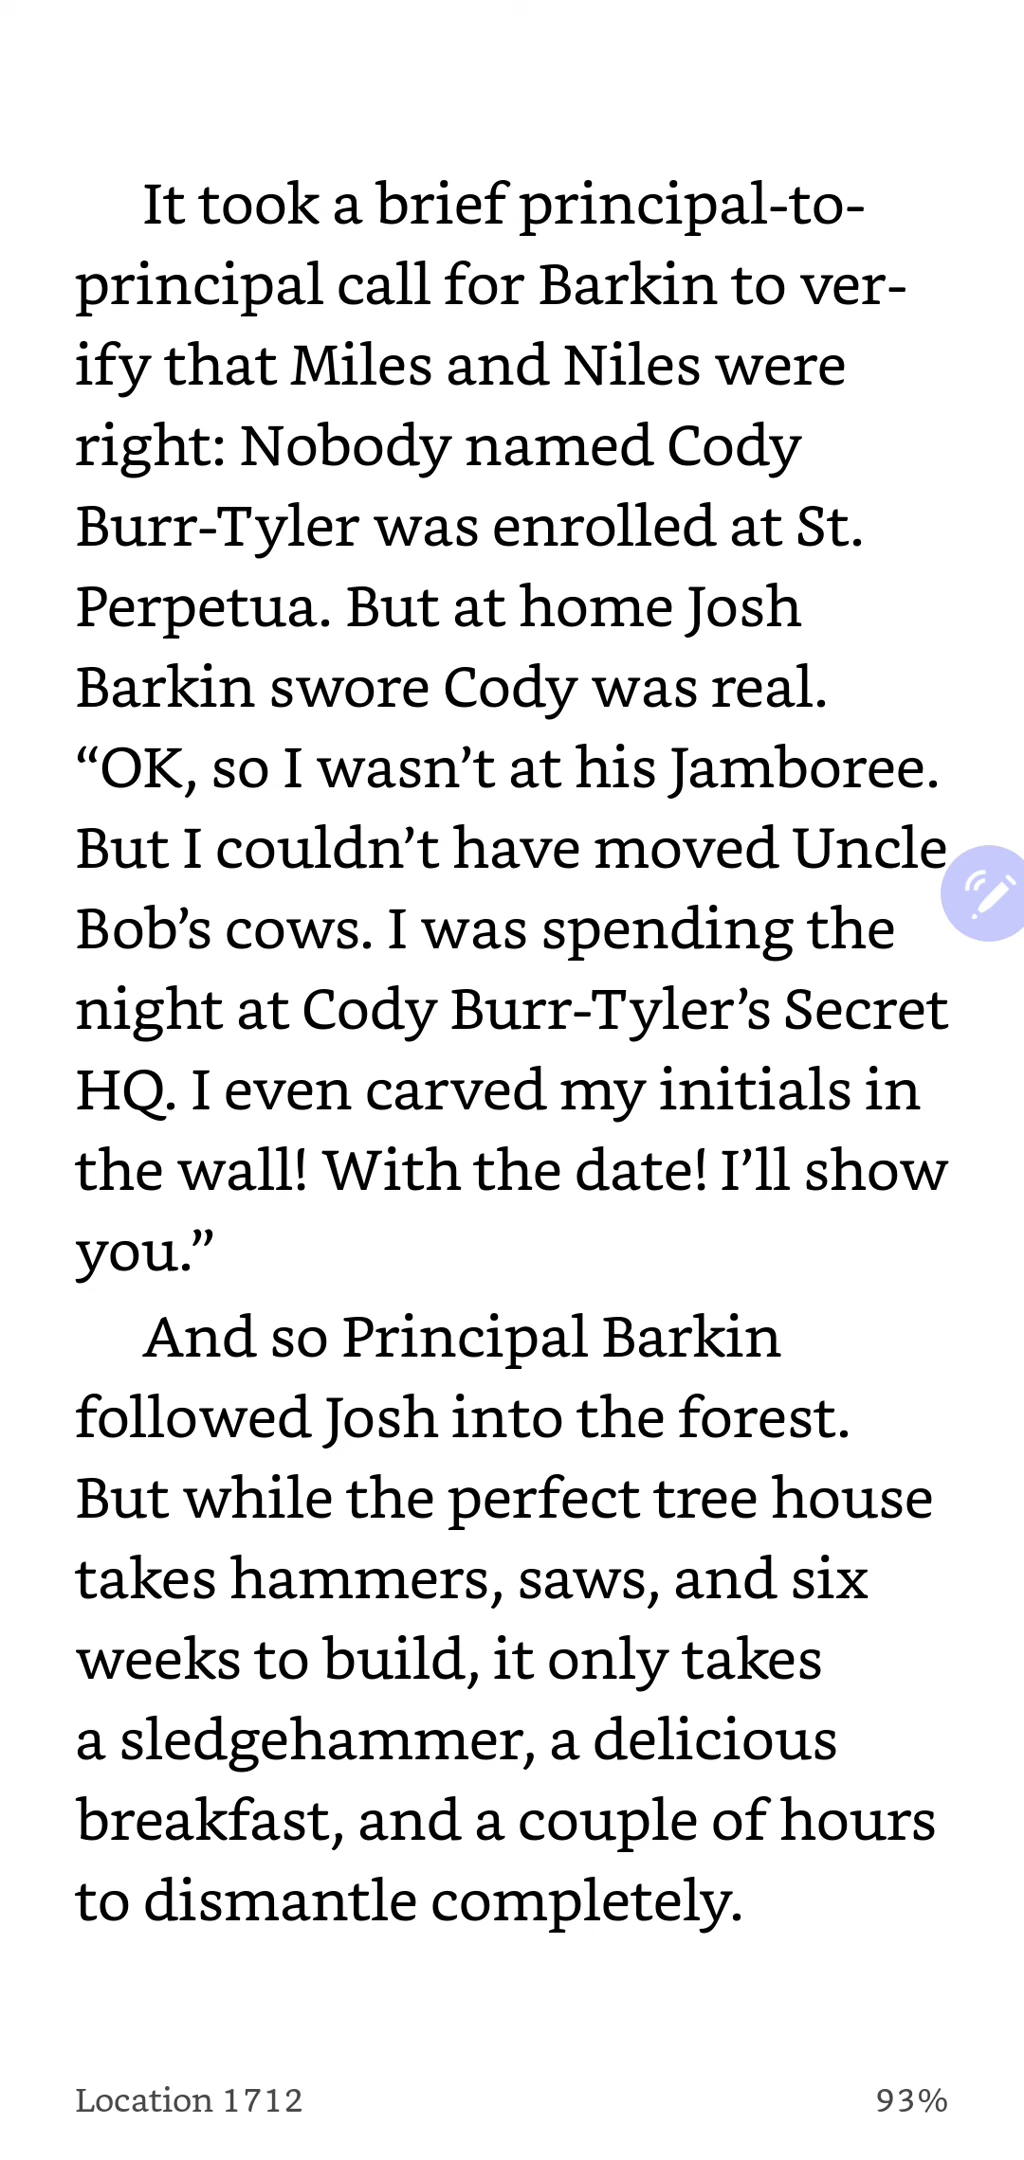 It took a brief principal-to-
principal call for Barkin to ver-
ify that Miles and Niles were
right: Nobody named Cody
Burr-Tyler was enrolled at St.
Perpetua. But at home Josh
Barkin swore Cody was real.
“OK, so I wasn’t at his Jamboree.
But I couldn’t have moved Uncle
Bob’s cows. I was spending the
night at Cody Burr-Tyler’s Secret
HQ. I even carved my initials in
the wall! With the date! I’ll show
you.”
And so Principal Barkin
followed Josh into the forest.
But while the perfect tree house
takes hammers, saws, and six
weeks to build, it only takes
a sledgehammer, a delicious
breakfast, and a couple of hours
to dismantle completely.
Location 1712 93%